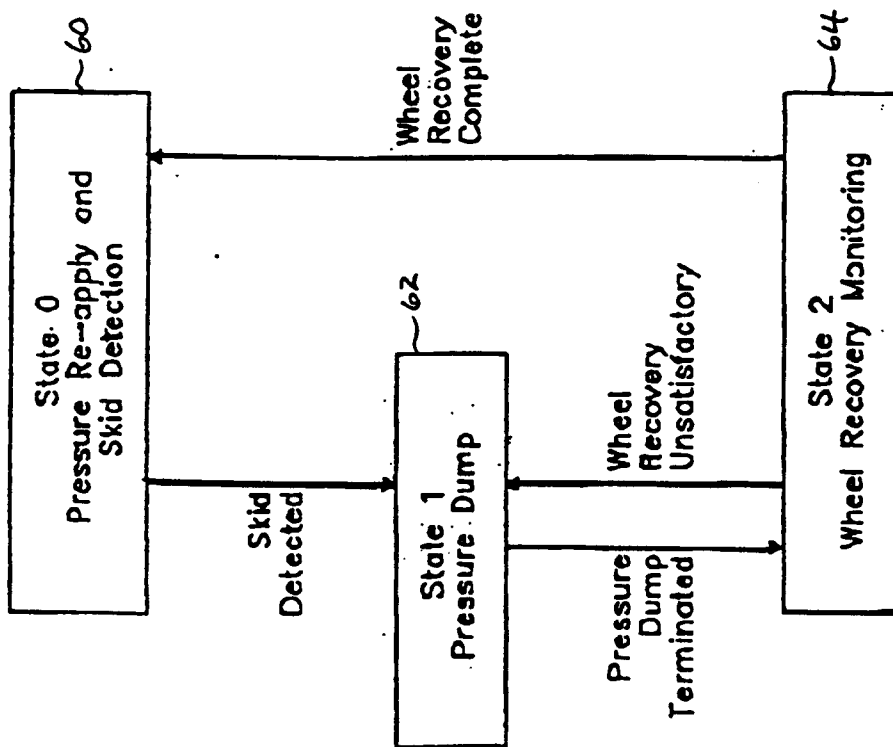 State 0
Pressure Re-apply and
Skid Detection
60
Skid
Detected
Wheel
Recovery
Complete
State 1
Pressure Dump
62
Pressure
Dump
Terminated
Wheel
Recovery
Unsatisfactory
State 2
Wheel Recovery Monitoring
64